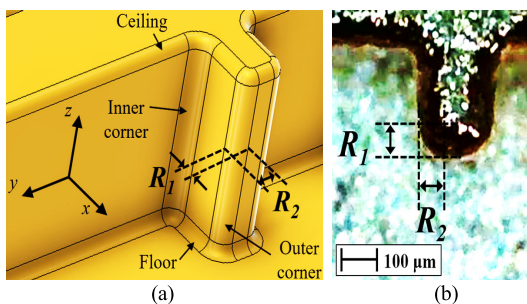 Ceiling
Inner
corner
z
y
x
R1
R2
Floor
Outer
corner
(a)
R1
R2
100 μm
(b)